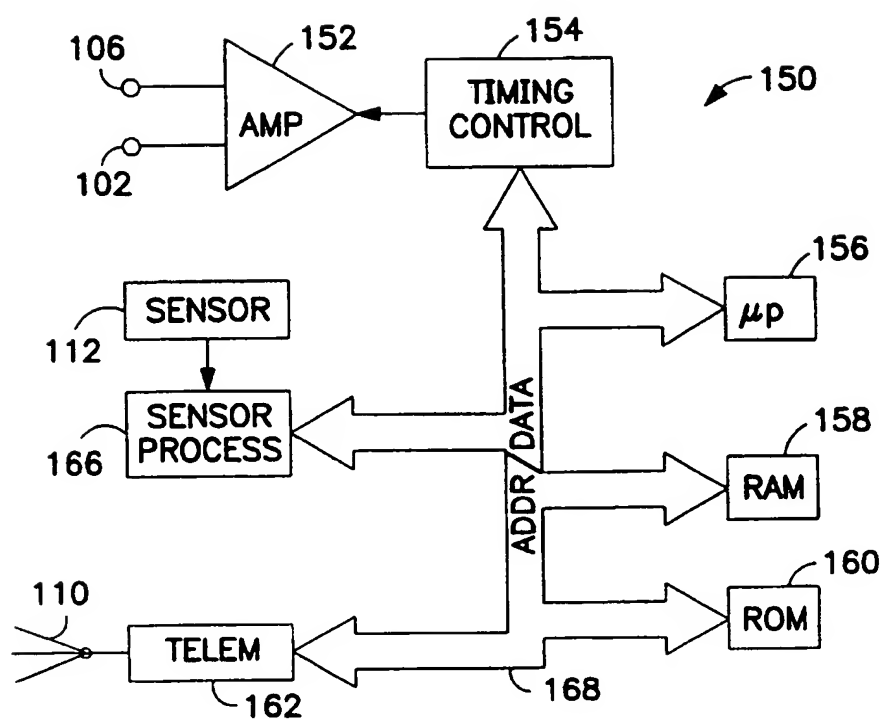 152
154
106
TIMING
CONTROL
150
AMP
102
156
SENSOR
μp
112
SENSOR
PROCESS
166
ADDR DATA
158
RAM
160
110
ROM
TELEM
162
168